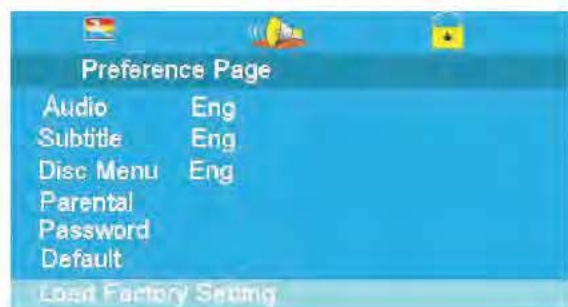 Preference Page
Audio Eng
Subtitle Eng
Disc Menu Eng
Parental
Password
Default
Load Factory Setting